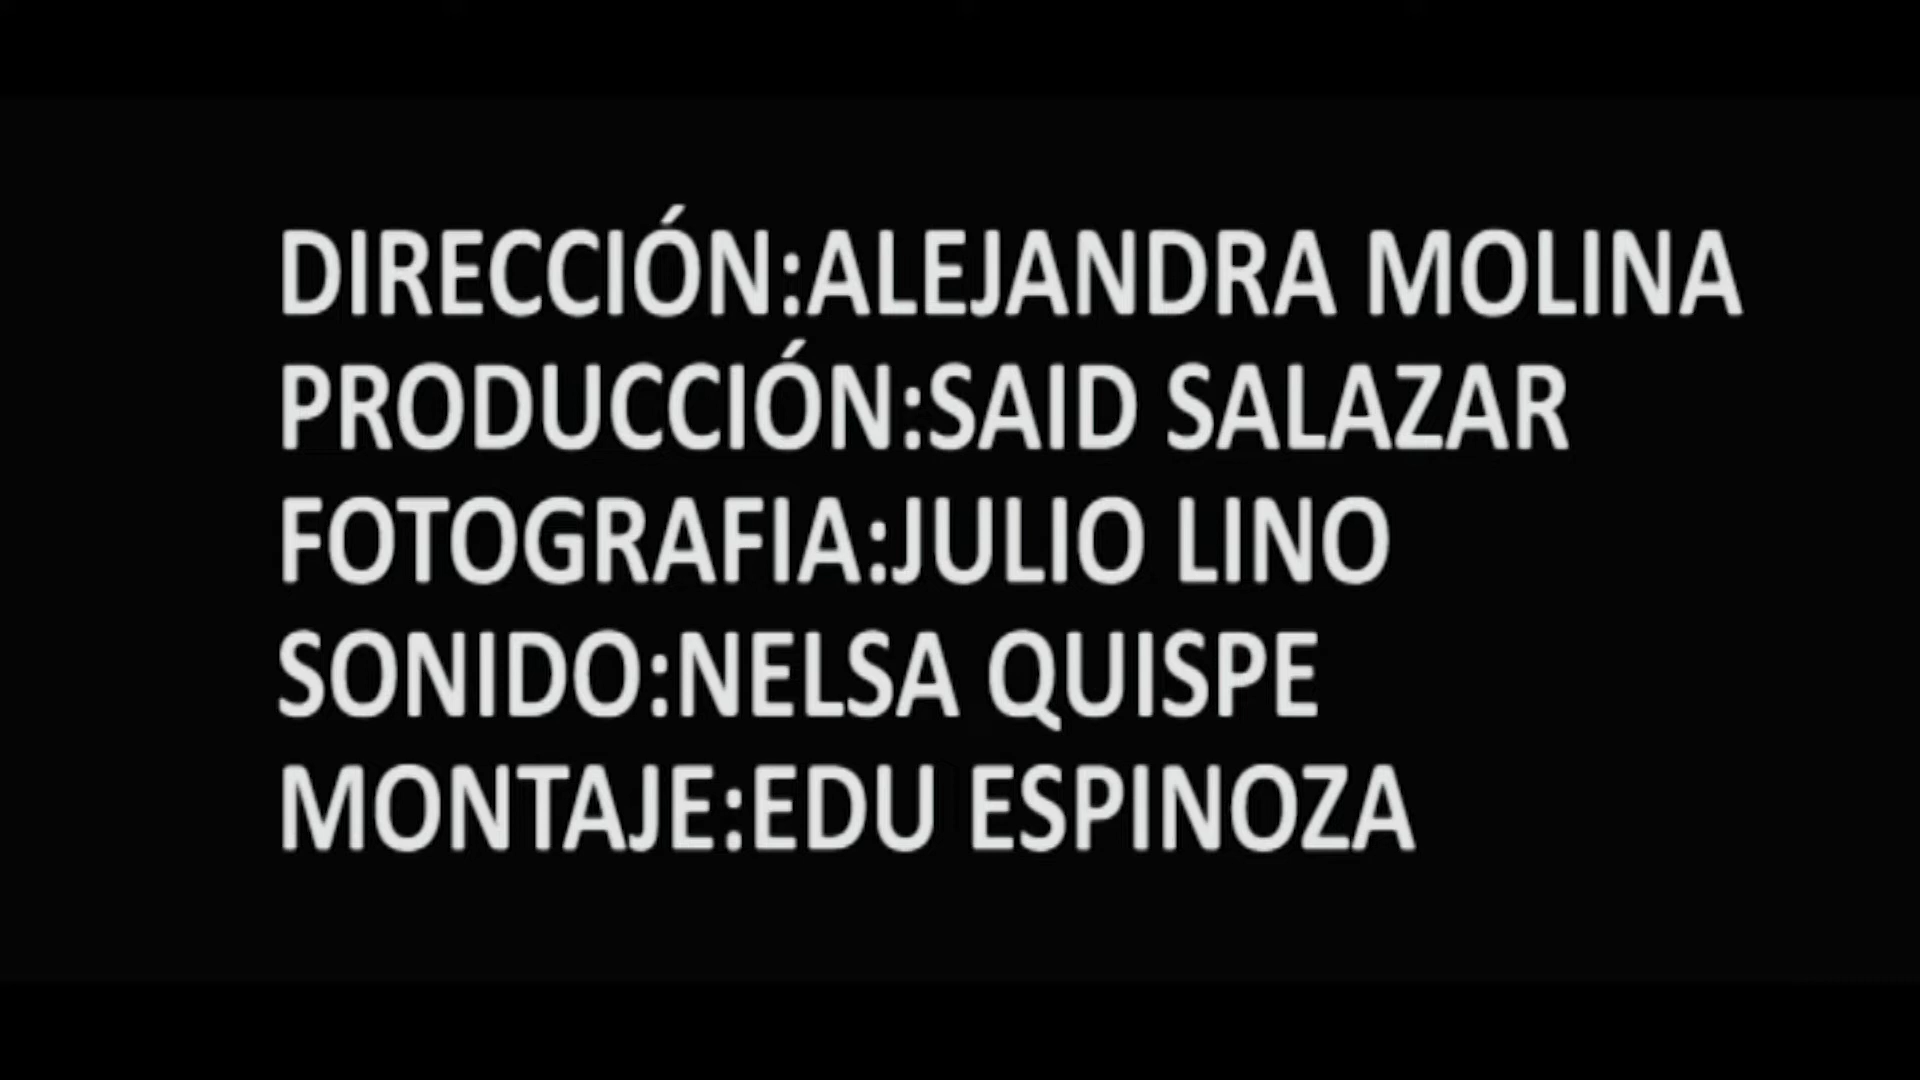 DIRECCIÓN:ALEJANDRA MOLINA
PRODUCCIÓN:SAID SALAZAR
FOTOGRAFIA:JULIO LINO
SONIDO:NELSA QUISPE
MONTAJE:EDU ESPINOZA